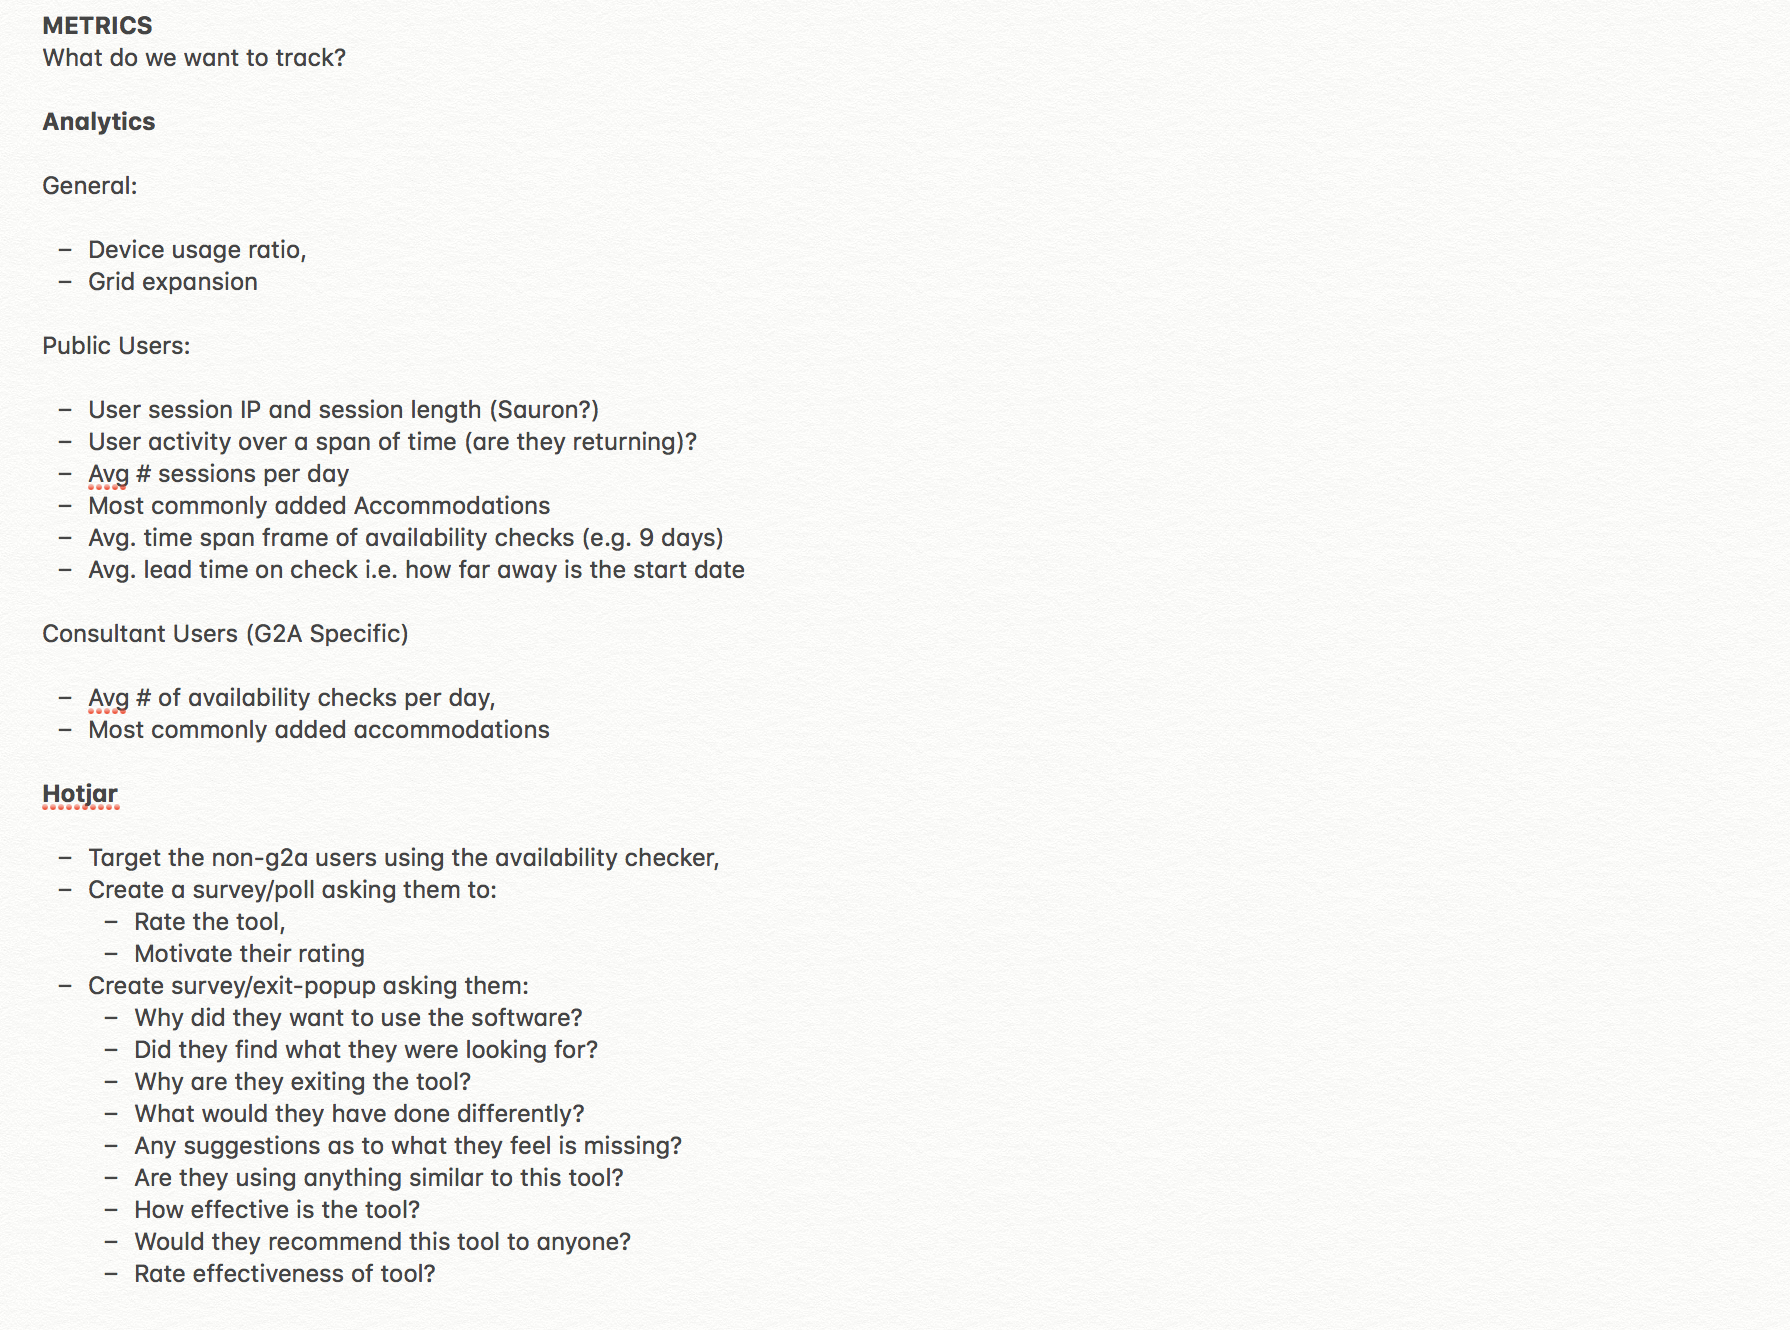 METRICS
What do we want to track?
Analytics
General:
– Device usage ratio,
– Grid expansion
Public Users:
– User session IP and session length (Sauron?)
– User activity over a span of time (are they returning)?
– Avg # sessions per day
– Most commonly added Accommodations
– Avg. time span frame of availability checks (e.g. 9 days)
– Avg. lead time on check i.e. how far away is the start date
Consultant Users (G2A Specific)
– Avg # of availability checks per day,
– Most commonly added accommodations
Hotjar
– Target the non-g2a users using the availability checker,
– Create a survey/poll asking them to:
– Rate the tool,
– Motivate their rating
– Create survey/exit-popup asking them:
– Why did they want to use the software?
– Did they find what they were looking for?
– Why are they exiting the tool?
– What would they have done differently?
– Any suggestions as to what they feel is missing?
– Are they using anything similar to this tool?
– How effective is the tool?
– Would they recommend this tool to anyone?
– Rate effectiveness of tool?